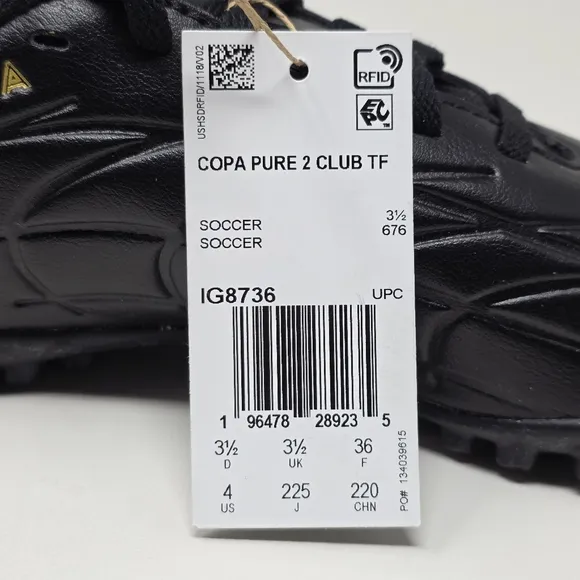 A
USHSDRFID/1118/V02
RFID
EPC™
COPA PURE 2 CLUB TF
SOCCER 3½
SOCCER 676
IG8736 UPC
1 96478 28923 5
3½ 3½ 36
D UK F
4 225 220
US J CHN
PO# 134039615